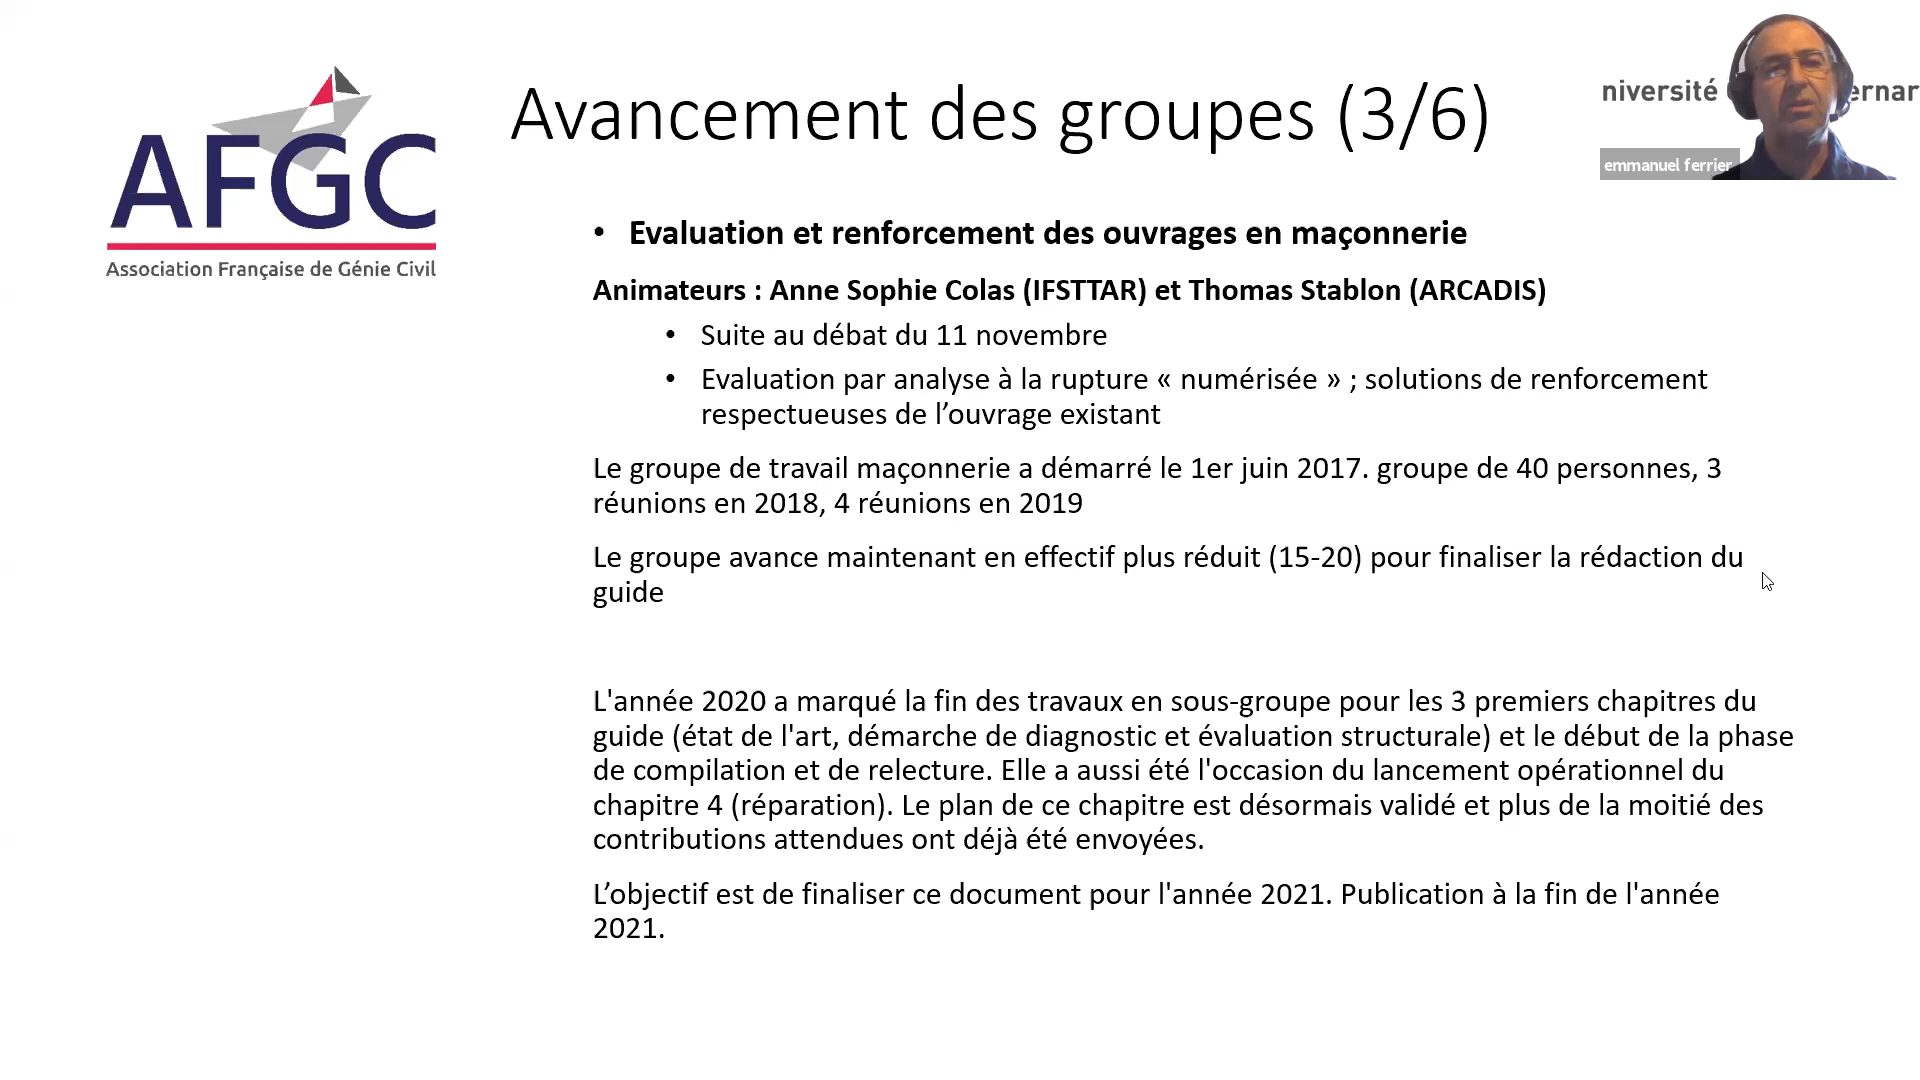 AFGC
Association Française de Génie Civil
Avancement des groupes (3/6)
niversité
ernar
emmanuel ferrier
• Evaluation et renforcement des ouvrages en maçonnerie
Animateurs : Anne Sophie Colas (IFSTTAR) et Thomas Stablon (ARCADIS)
• Suite au débat du 11 novembre
• Evaluation par analyse à la rupture « numérisée » ; solutions de renforcement
respectueuses de l’ouvrage existant
Le groupe de travail maçonnerie a démarré le 1er juin 2017. groupe de 40 personnes, 3
réunions en 2018, 4 réunions en 2019
Le groupe avance maintenant en effectif plus réduit (15-20) pour finaliser la rédaction du
guide
L'année 2020 a marqué la fin des travaux en sous-groupe pour les 3 premiers chapitres du
guide (état de l'art, démarche de diagnostic et évaluation structurale) et le début de la phase
de compilation et de relecture. Elle a aussi été l'occasion du lancement opérationnel du
chapitre 4 (réparation). Le plan de ce chapitre est désormais validé et plus de la moitié des
contributions attendues ont déjà été envoyées.
L’objectif est de finaliser ce document pour l'année 2021. Publication à la fin de l'année
2021.